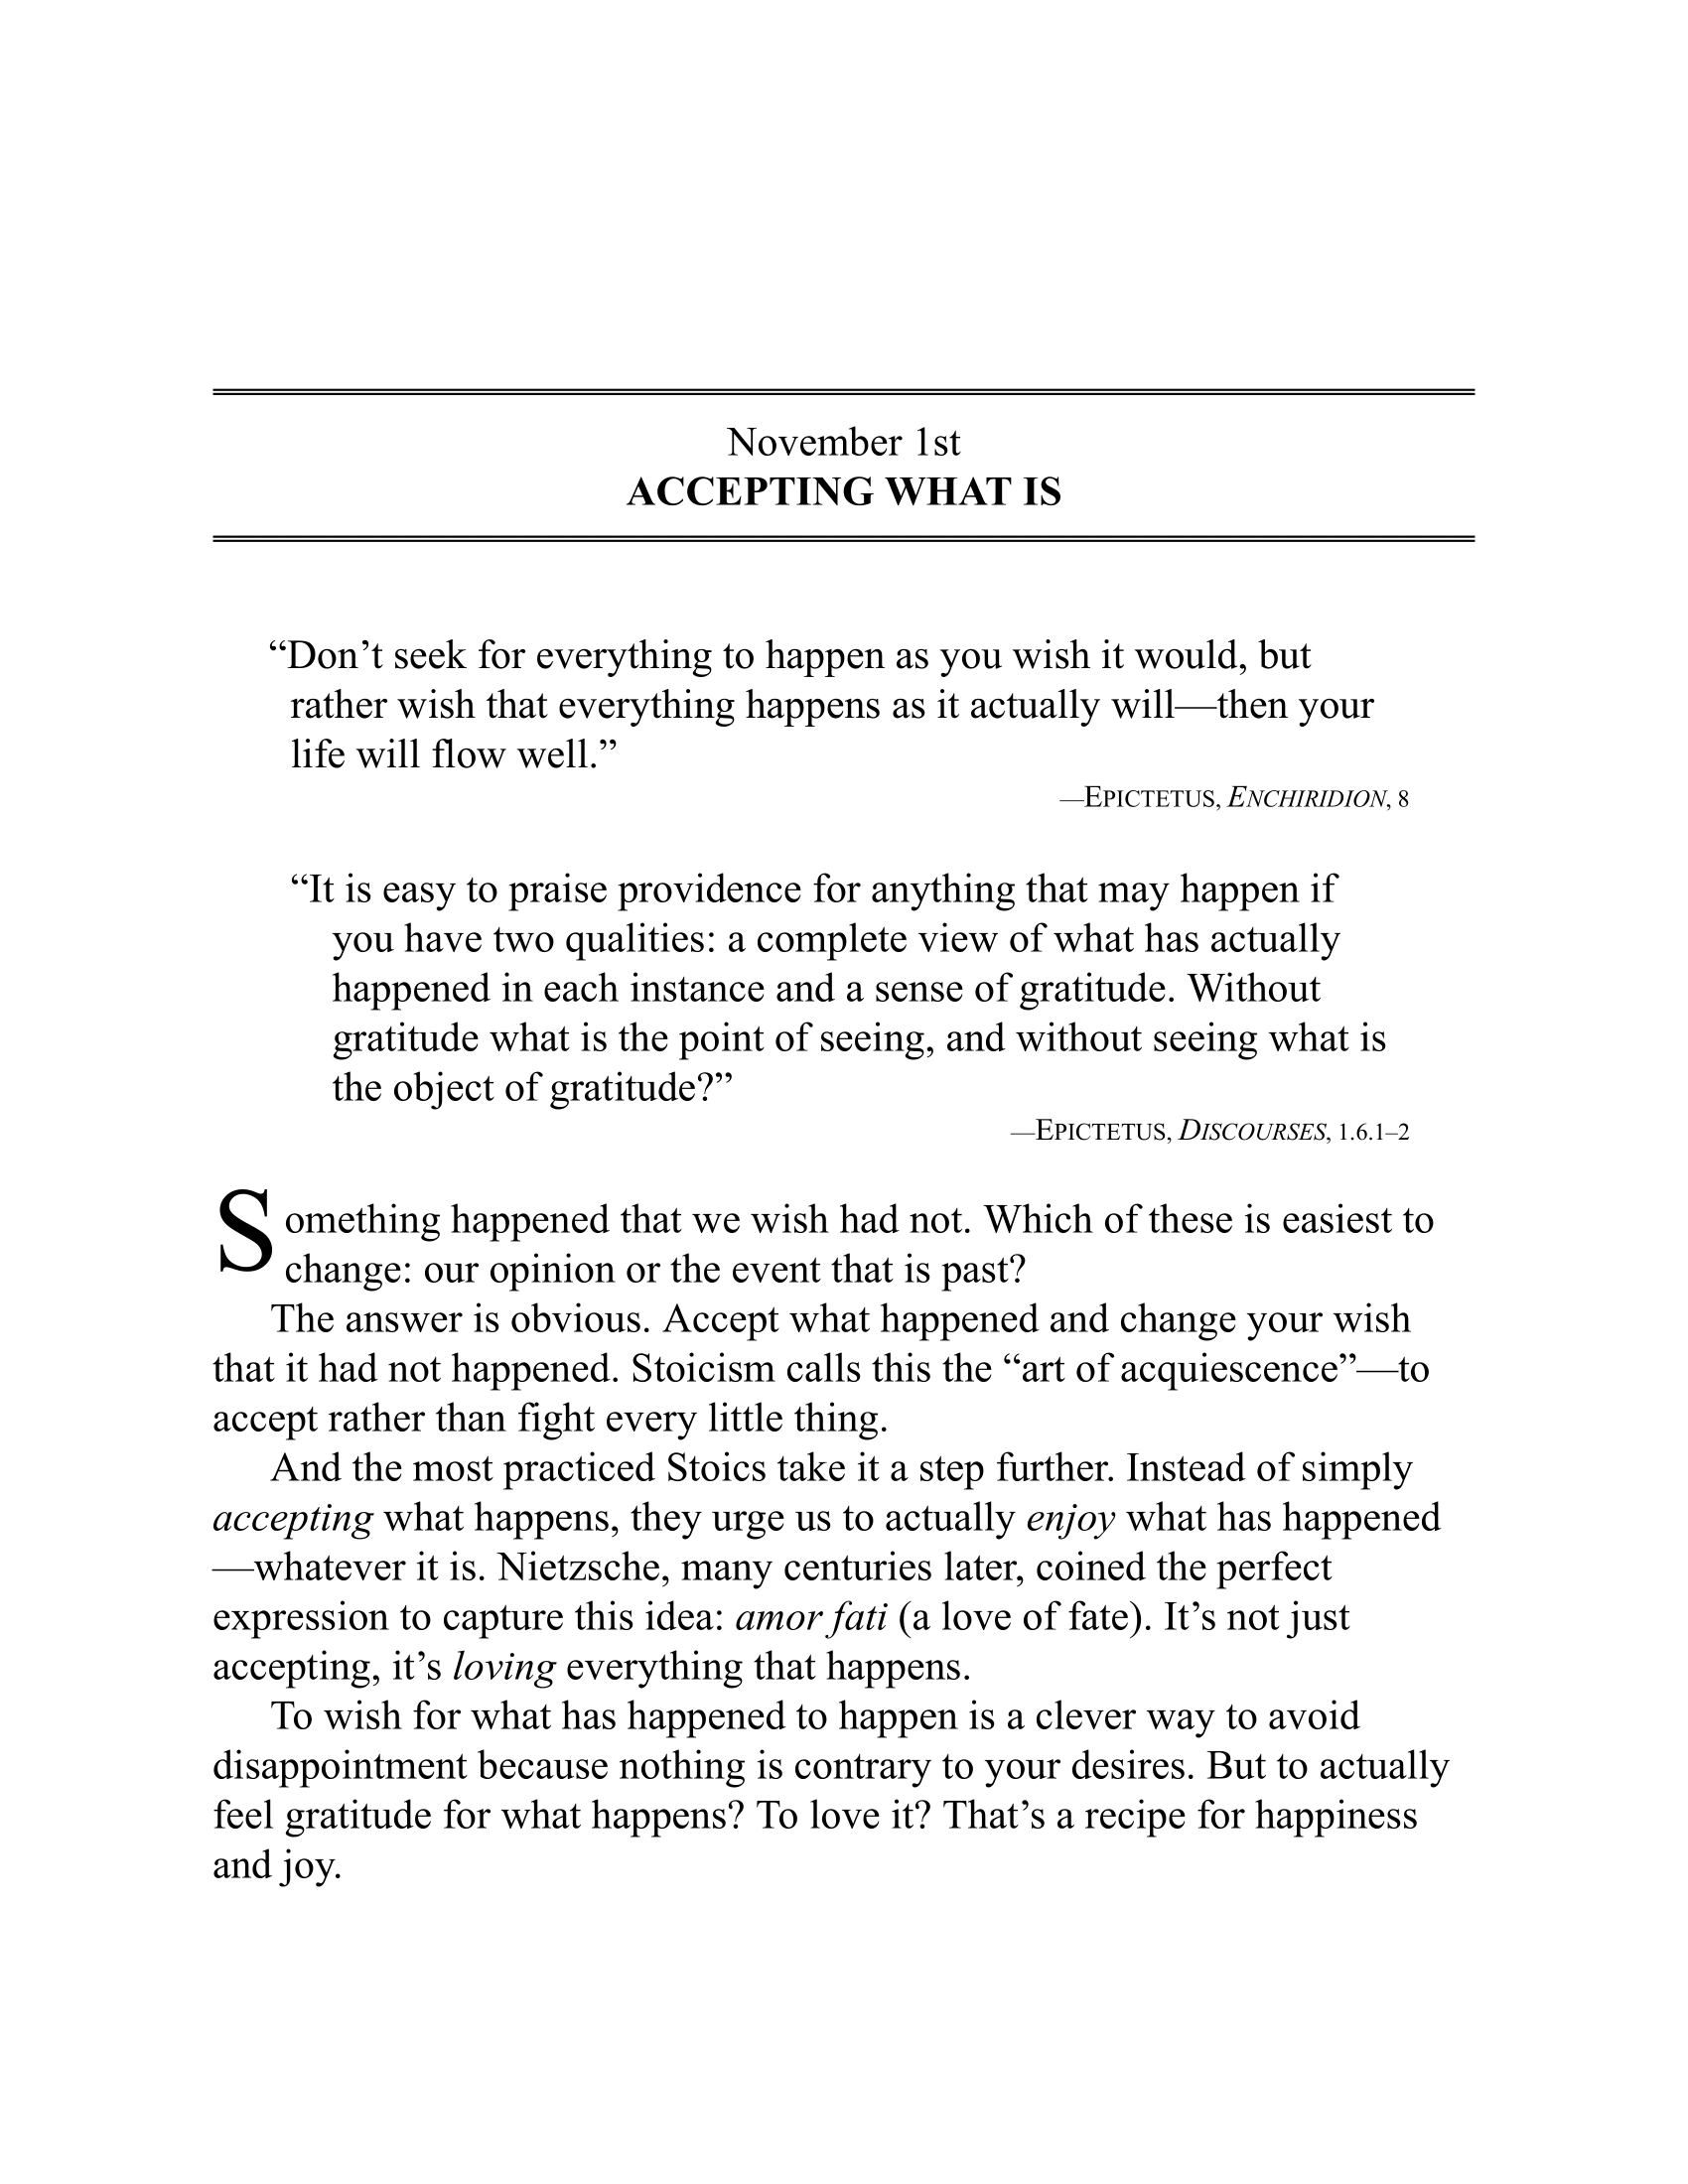 November 1st
ACCEPTING WHAT IS
“Don’t seek for everything to happen as you wish it would, but
rather wish that everything happens as it actually will—then your
life will flow well.”
—EPICTETUS, ENCHIRIDION, 8
“It is easy to praise providence for anything that may happen if
you have two qualities: a complete view of what has actually
happened in each instance and a sense of gratitude. Without
gratitude what is the point of seeing, and without seeing what is
the object of gratitude?”
—EPICTETUS, DISCOURSES, 1.6.1–2
Something happened that we wish had not. Which of these is easiest to
change: our opinion or the event that is past?
The answer is obvious. Accept what happened and change your wish
that it had not happened. Stoicism calls this the “art of acquiescence”—to
accept rather than fight every little thing.
And the most practiced Stoics take it a step further. Instead of simply
accepting what happens, they urge us to actually enjoy what has happened
—whatever it is. Nietzsche, many centuries later, coined the perfect
expression to capture this idea: amor fati (a love of fate). It’s not just
accepting, it’s loving everything that happens.
To wish for what has happened to happen is a clever way to avoid
disappointment because nothing is contrary to your desires. But to actually
feel gratitude for what happens? To love it? That’s a recipe for happiness
and joy.